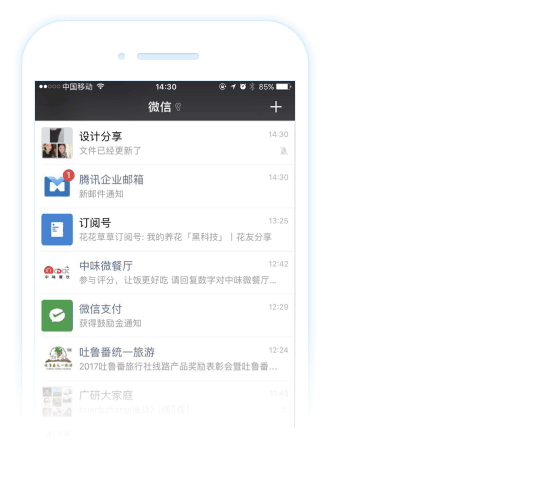 中国移动 14:30 85%
微信
设计分享 14:30
文件已经更新了
1
腾讯企业邮箱 14:30
新邮件通知
订阅号 13:25
花花草草订阅号: 我的养花「黑科技」丨花友分享
中味微餐厅 12:42
参与评分，让饭更好吃 请回复数字对中味微餐厅...
微信支付 12:29
获得鼓励金通知
吐鲁番统一旅游 12:24
2017吐鲁番旅行社线路产品奖励表彰会暨吐鲁番...
广研大家庭